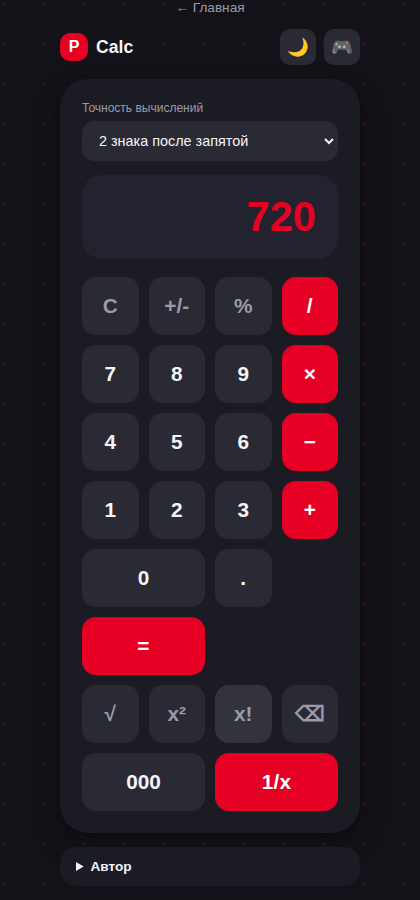 ← Главная
P Calc
Точность вычислений
2 знака после запятой
720
C +/- % /
7 8 9 ×
4 5 6 −
1 2 3 +
0 .
=
√ x² x! ⌫
000 1/x
▶ Автор